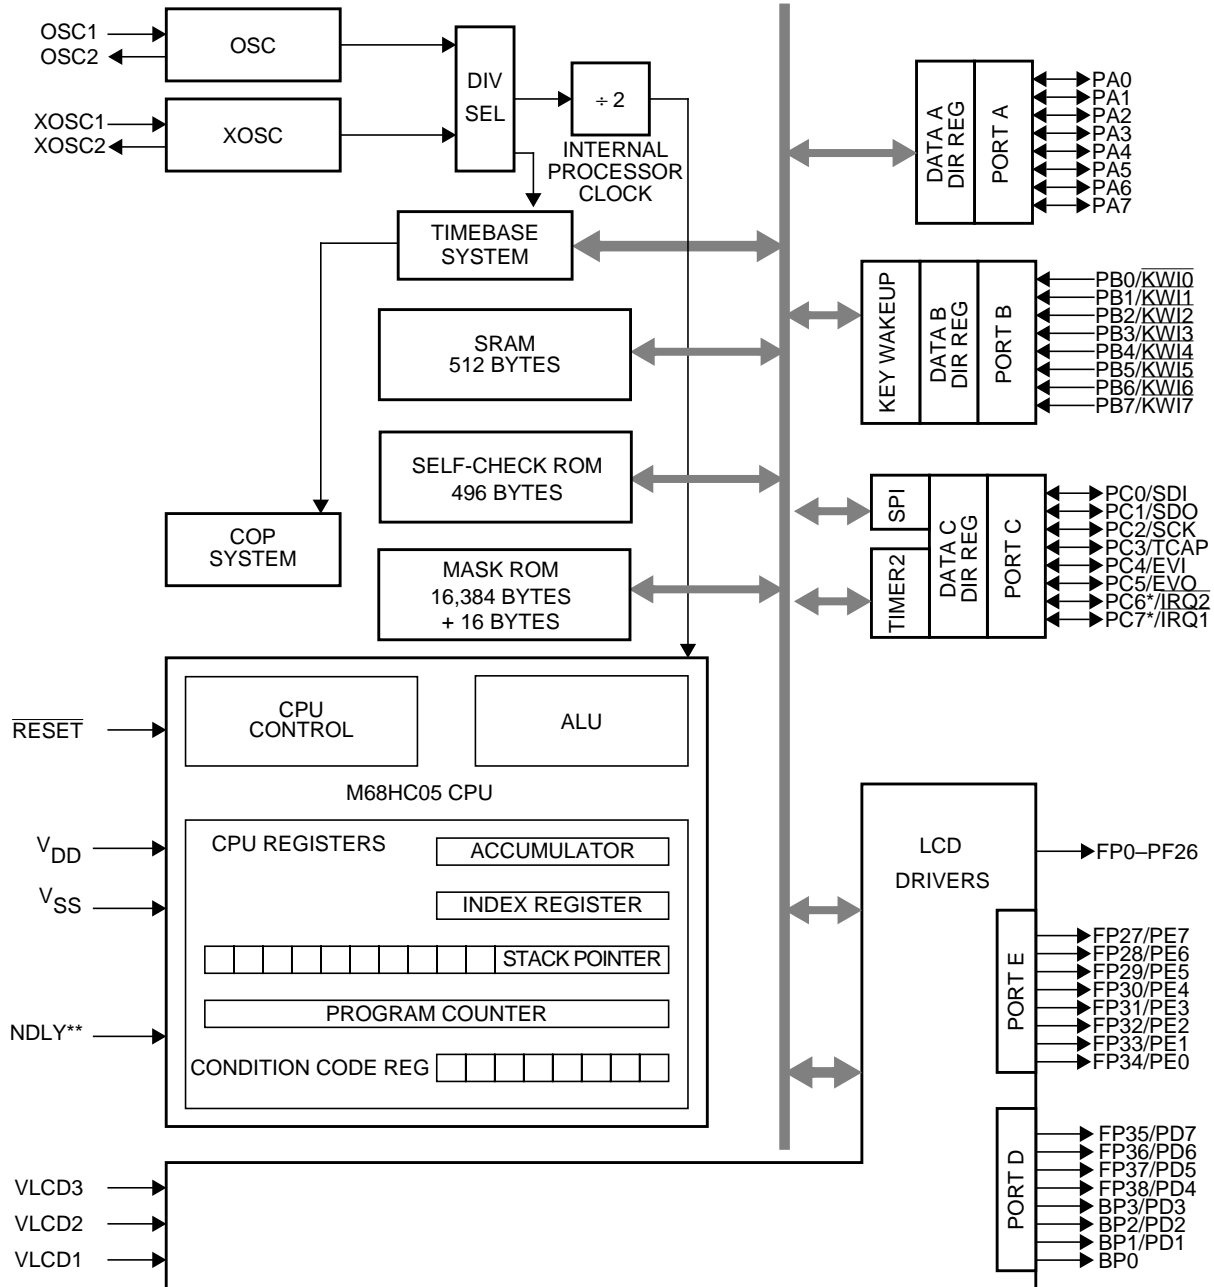 OSC1
OSC2
OSC
XOSC1
XOSC2
XOSC
DIV
SEL
÷ 2
INTERNAL
PROCESSOR
CLOCK
TIMEBASE
SYSTEM
SRAM
512 BYTES
SELF-CHECK ROM
496 BYTES
COP
SYSTEM
MASK ROM
16,384 BYTES
+ 16 BYTES
DATA A
DIR REG
PORT A
PA0
PA1
PA2
PA3
PA4
PA5
PA6
PA7
KEY WAKEUP
DATA B
DIR REG
PORT B
PB0/KWI0
PB1/KWI1
PB2/KWI2
PB3/KWI3
PB4/KWI4
PB5/KWI5
PB6/KWI6
PB7/KWI7
SPI
TIMER2
DATA C
DIR REG
PORT C
PC0/SDI
PC1/SDO
PC2/SCK
PC3/TCAP
PC4/EVI
PC5/EVO
PC6*/IRQ2
PC7*/IRQ1
RESET
VDD
VSS
NDLY**
CPU
CONTROL
ALU
M68HC05 CPU
CPU REGISTERS
ACCUMULATOR
INDEX REGISTER
STACK POINTER
PROGRAM COUNTER
CONDITION CODE REG
LCD
DRIVERS
FP0–PF26
PORT E
FP27/PE7
FP28/PE6
FP29/PE5
FP30/PE4
FP31/PE3
FP32/PE2
FP33/PE1
FP34/PE0
PORT D
FP35/PD7
FP36/PD6
FP37/PD5
FP38/PD4
BP3/PD3
BP2/PD2
BP1/PD1
BP0
VLCD3
VLCD2
VLCD1